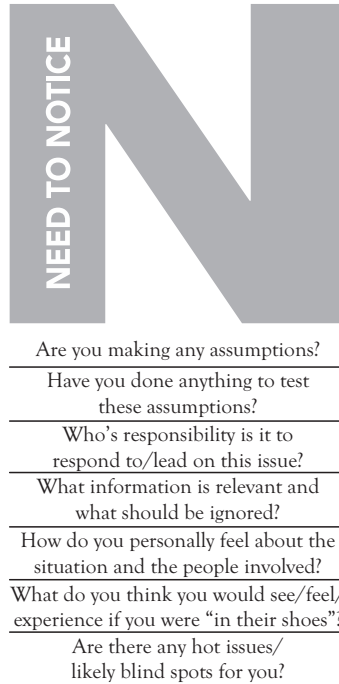 N
NEED TO NOTICE
Are you making any assumptions?
Have you done anything to test
these assumptions?
Who's responsibility is it to
respond to/lead on this issue?
What information is relevant and
what should be ignored?
How do you personally feel about the
situation and the people involved?
What do you think you would see/feel/
experience if you were “in their shoes”?
Are there any hot issues/
likely blind spots for you?